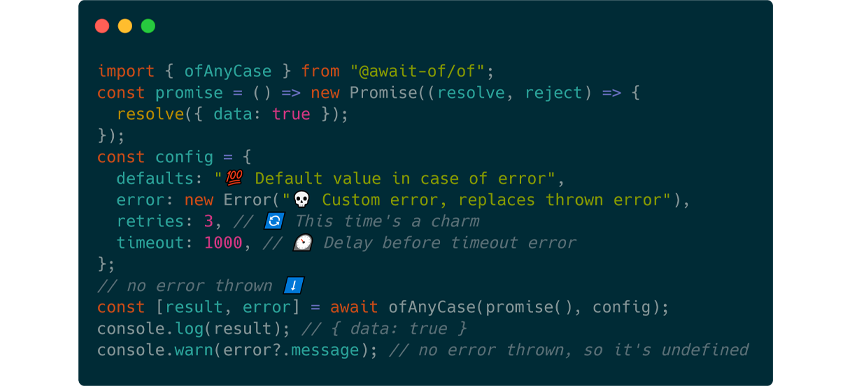 import { ofAnyCase } from "@await-of/of";
const promise = () => new Promise((resolve, reject) => {
  resolve({ data: true });
});
const config = {
  defaults: "💯 Default value in case of error",
  error: new Error("💀 Custom error, replaces thrown error"),
  retries: 3, // 🔄 This time's a charm
  timeout: 1000, // ⏲️ Delay before timeout error
};
// no error thrown ⬇️
const [result, error] = await ofAnyCase(promise(), config);
console.log(result); // { data: true }
console.warn(error?.message); // no error thrown, so it's undefined